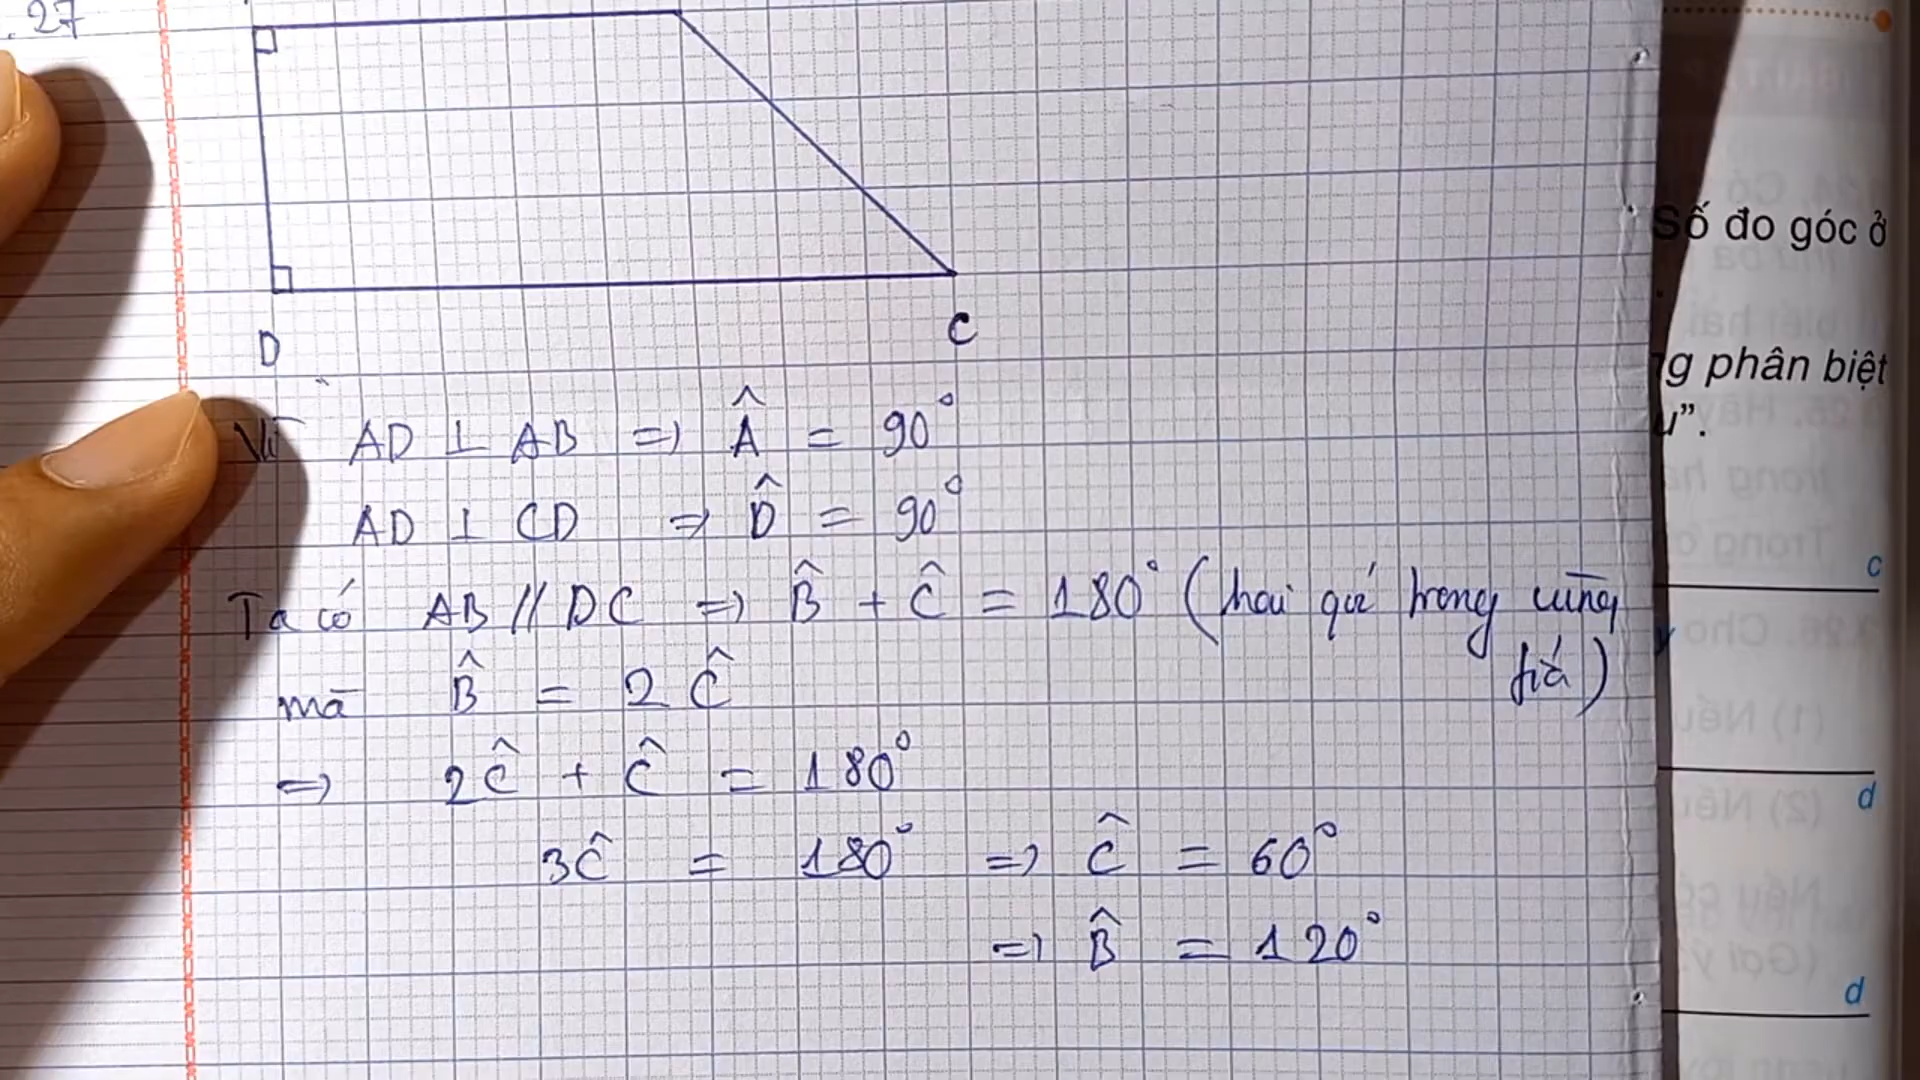 .27
D
C
Vì AD ⊥ AB => Â = 90°
AD ⊥ CD => D̂ = 90°
Ta có AB // DC => B̂ + Ĉ = 180° (hai góc trong cùng
phía)
mà B̂ = 2Ĉ
=> 2Ĉ + Ĉ = 180°
3Ĉ = 180° => Ĉ = 60°
=> B̂ = 120°
Số đo góc ở
phân biệt
u”.
c
d
d